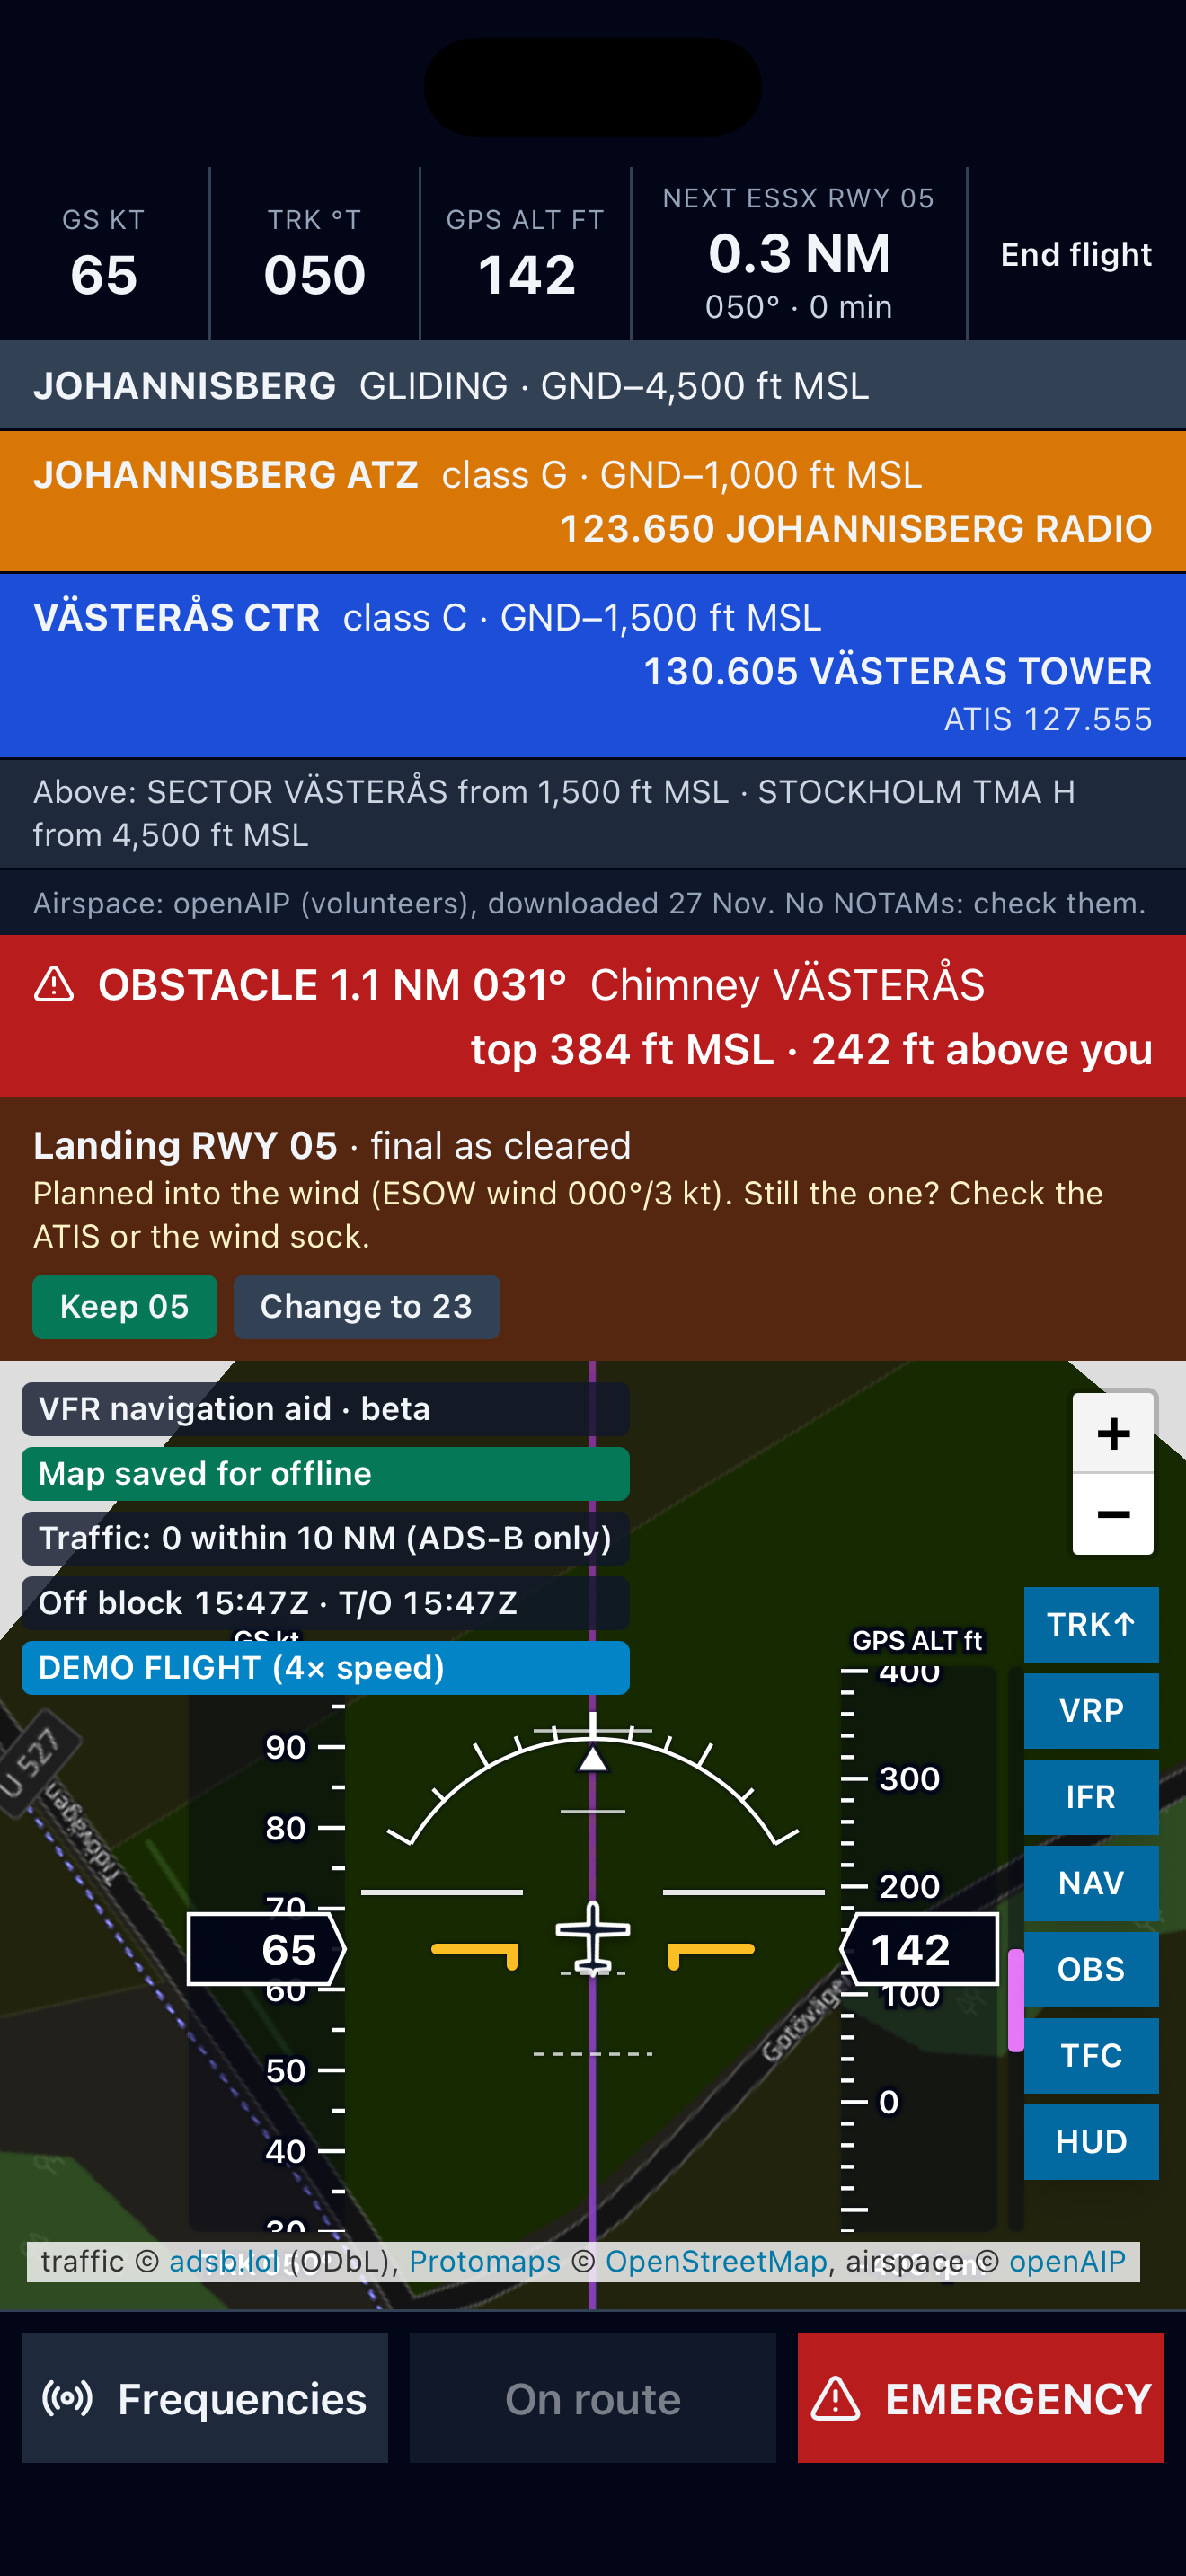 GS KT
65
TRK °T
050
GPS ALT FT
142
NEXT ESSX RWY 05
0.3 NM
050° · 0 min
End flight
JOHANNISBERG GLIDING · GND–4,500 ft MSL
JOHANNISBERG ATZ class G · GND–1,000 ft MSL
123.650 JOHANNISBERG RADIO
VÄSTERÅS CTR class C · GND–1,500 ft MSL
130.605 VÄSTERAS TOWER
ATIS 127.555
Above: SECTOR VÄSTERÅS from 1,500 ft MSL · STOCKHOLM TMA H
from 4,500 ft MSL
Airspace: openAIP (volunteers), downloaded 27 Nov. No NOTAMs: check them.
OBSTACLE 1.1 NM 031° Chimney VÄSTERÅS
top 384 ft MSL · 242 ft above you
Landing RWY 05 · final as cleared
Planned into the wind (ESOW wind 000°/3 kt). Still the one? Check the
ATIS or the wind sock.
Keep 05
Change to 23
VFR navigation aid · beta
Map saved for offline
Traffic: 0 within 10 NM (ADS-B only)
Off block 15:47Z · T/O 15:47Z
GS kt
DEMO FLIGHT (4× speed)
+
−
GPS ALT ft
TRK↑
VRP
IFR
NAV
OBS
TFC
HUD
90
80
70
65
60
50
40
30
400
300
200
142
100
0
U 527
Tidövägen
traffic © adsb.lol (ODbL), Protomaps © OpenStreetMap, airspace © openAIP
Frequencies
On route
EMERGENCY